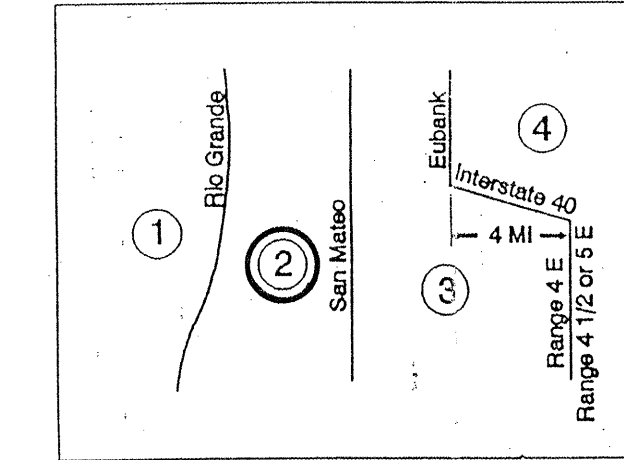 1
Rio Grande
2
San Mateo
Eubank
Interstate 40
4
3
4 MI
Range 4 E
Range 4 1/2 or 5 E